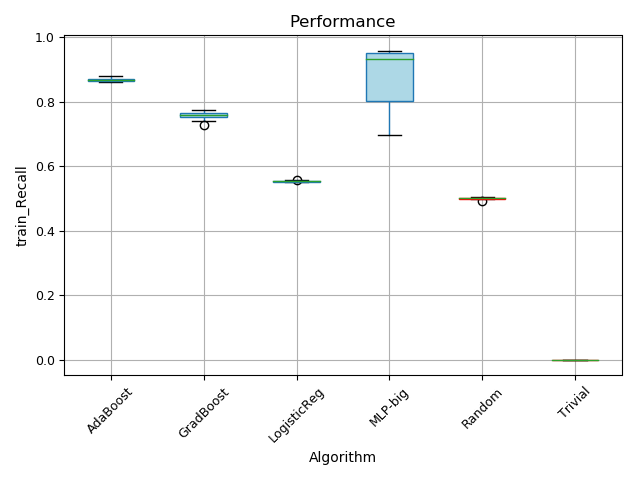 Performance
train_Recall
1.0
0.8
0.6
0.4
0.2
0.0
AdaBoost
GradBoost
LogisticReg
MLP-big
Random
Trivial
Algorithm